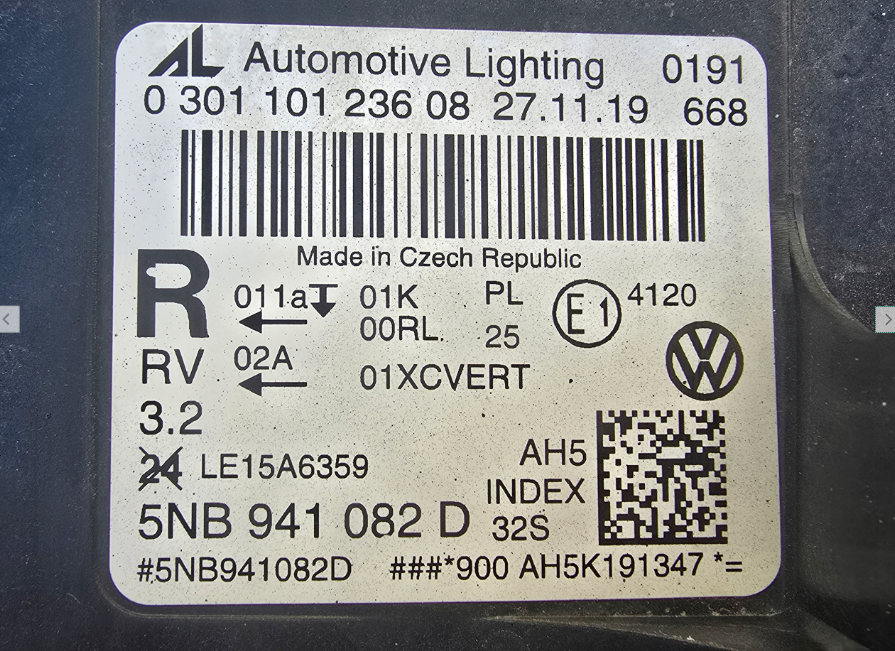 AL Automotive Lighting 0191
0 301 101 236 08 27.11.19 668
Made in Czech Republic
R 011a 01K PL E1 4120
00RL 25
RV 02A 01XCVERT
3.2
24 LE15A6359 AH5
INDEX
5NB 941 082 D 32S
#5NB941082D ###*900 AH5K191347 *=